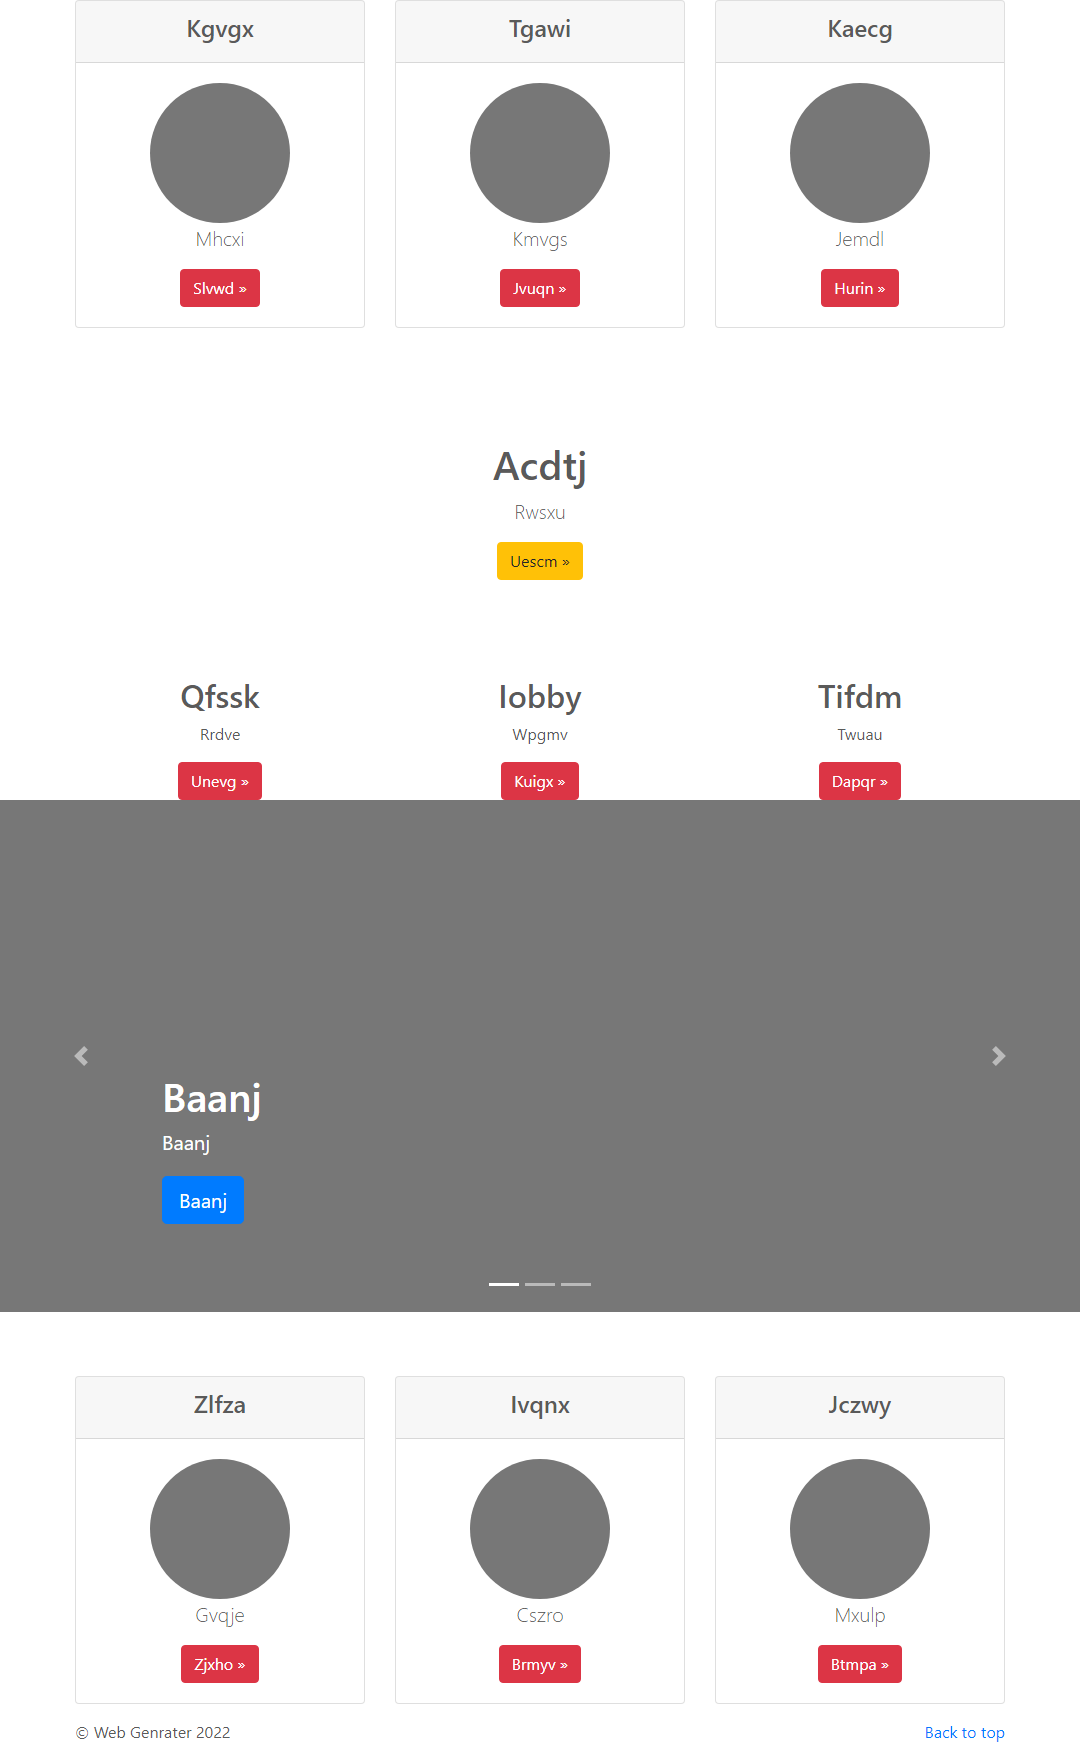 Kgvgx
Tgawi
Kaecg
Mhcxi
Kmvgs
Jemdl
Slvwd »
Jvuqn »
Hurin »
Acdtj
Rwsxu
Uescm »
Qfssk
Iobby
Tifdm
Rrdve
Wpgmv
Twuau
Unevg »
Kuigx »
Dapqr »
Baanj
Baanj
Baanj
Zlfza
Ivqnx
Jczwy
Gvqje
Cszro
Mxulp
Zjxho »
Brmyv »
Btmpa »
© Web Genrater 2022
Back to top